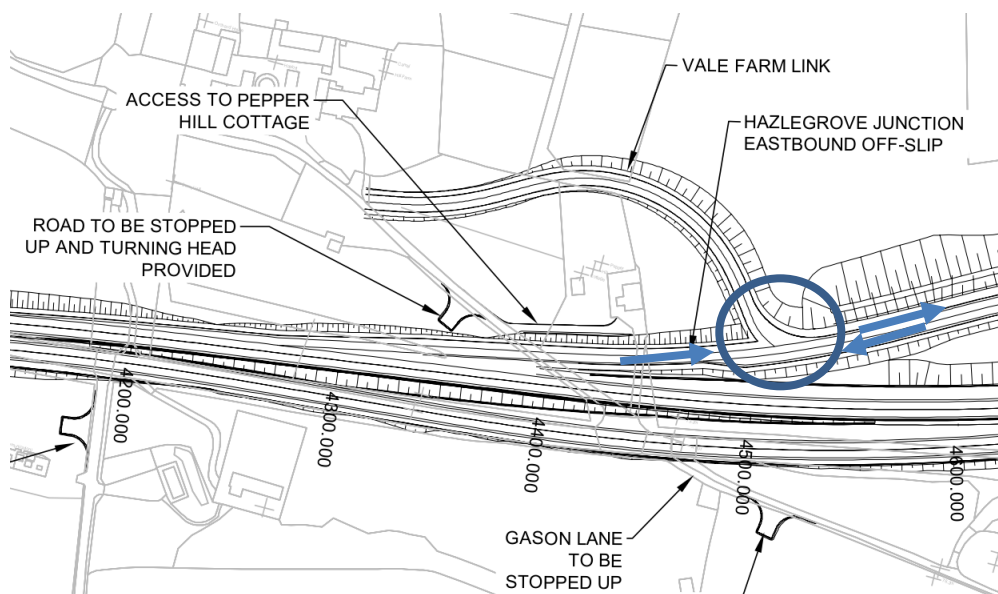 VALE FARM LINK
ACCESS TO PEPPER
HILL COTTAGE
HAZLEGROVE JUNCTION
EASTBOUND OFF-SLIP
ROAD TO BE STOPPED
UP AND TURNING HEAD
PROVIDED
4200.000
4300.000
4400.000
4500.000
4600.000
GASON LANE
TO BE
STOPPED UP